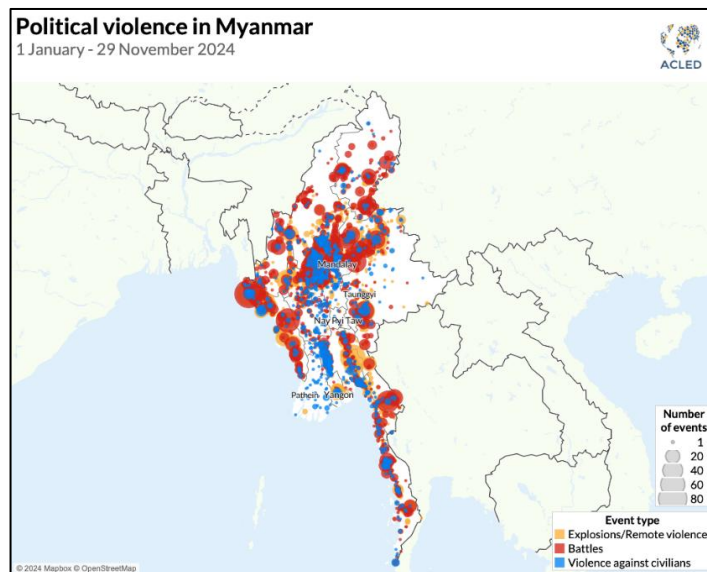 Political violence in Myanmar
1 January - 29 November 2024
ACLED
Mandalay
Taunggyi
Nay Pyi Taw
Pathein
Yangon
Number
of events
1
20
40
60
80
Event type
Explosions/Remote violence
Battles
Violence against civilians
© 2024 Mapbox © OpenStreetMap